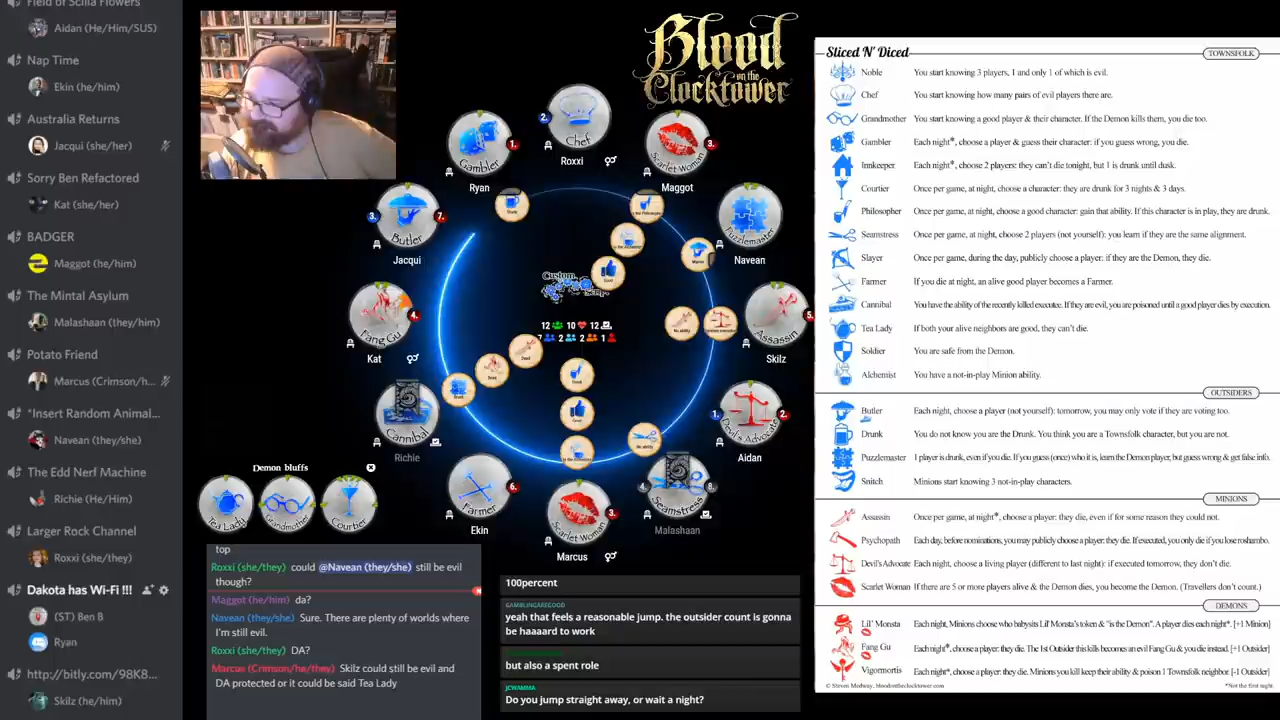 Field of Scilla Flowers
Aidan (He/Him/SUS)
Ekin Time
Ekin (he/him)
Australia Returns
Jacqui (she/her)
Sorry Ben Refactored
Kat (she/her)
BADGER
Maggot (he/him)
The Mintal Asylum
Malashaan (they/him)
Potato Friend
Marcus (Crimson/h...
*Insert Random Animal...
Navean (they/she)
The Edd Nerf Machine
Richie (He/Him)
Larger Rock Channel
Roxxi (she/they)
Dakota has Wi-Fi !!!
(ST) Ben B
Ryan
http://bitly.com/98K8...
Skilz (he/him)
Blood
on the
Clocktower
Chef
Roxxi
Gambler
Ryan
Scarlet Woman
Maggot
Butler
Jacqui
Puzzlemaster
Navean
Fang Gu
Kat
Assassin
Skilz
Cannibal
Richie
Devil's Advocate
Aidan
Farmer
Ekin
Scarlet Woman
Marcus
Seamstress
Malashaan
Custom
12 10 12
7 2 2 1
Demon bluffs
Tea Lady
Grandmother
Courtier
top
Roxxi (she/they) could @Navean (they/she) still be evil
though?
Maggot (he/him) da?
Navean (they/she) Sure. There are plenty of worlds where
I'm still evil.
Roxxi (she/they) DA?
Marcus (Crimson/he/they) Skilz could still be evil and
DA protected or it could be said Tea Lady
100percent
GAMBLINGAREGOOD
yeah that feels a reasonable jump. the outsider count is gonna
be haaaard to work
but also a spent role
JCWAMMA
Do you jump straight away, or wait a night?
Sliced N' Diced
TOWNSFOLK
Noble You start knowing 3 players, 1 and only 1 of which is evil.
Chef You start knowing how many pairs of evil players there are.
Grandmother You start knowing a good player & their character. If the Demon kills them, you die too.
Gambler Each night*, choose a player & guess their character: if you guess wrong, you die.
Innkeeper Each night*, choose 2 players: they can't die tonight, but 1 is drunk until dusk.
Courtier Once per game, at night, choose a character: they are drunk for 3 nights & 3 days.
Philosopher Once per game, at night, choose a good character: gain that ability. If this character is in play, they are drunk.
Seamstress Once per game, at night, choose 2 players (not yourself): you learn if they are the same alignment.
Slayer Once per game, during the day, publicly choose a player: if they are the Demon, they die.
Farmer If you die at night, an alive good player becomes a Farmer.
Cannibal You have the ability of the recently killed executee. If they are evil, you are poisoned until a good player dies by execution.
Tea Lady If both your alive neighbors are good, they can't die.
Soldier You are safe from the Demon.
Alchemist You have a not-in-play Minion ability.
OUTSIDERS
Butler Each night, choose a player (not yourself): tomorrow, you may only vote if they are voting too.
Drunk You do not know you are the Drunk. You think you are a Townsfolk character, but you are not.
Puzzlemaster 1 player is drunk, even if you die. If you guess (once) who it is, learn the Demon player, but guess wrong & get false info.
Snitch Minions start knowing 3 not-in-play characters.
MINIONS
Assassin Once per game, at night*, choose a player: they die, even if for some reason they could not.
Psychopath Each day, before nominations, you may publicly choose a player: they die. If executed, you only die if you lose roshambo.
Devil's Advocate Each night, choose a living player (different to last night): if executed tomorrow, they don't die.
Scarlet Woman If there are 5 or more players alive & the Demon dies, you become the Demon. (Travellers don't count.)
DEMONS
Lil' Monsta Each night, Minions choose who babysits Lil' Monsta's token & "is the Demon". A player dies each night*. [+1 Minion]
Fang Gu Each night*, choose a player: they die. The 1st Outsider this kills becomes an evil Fang Gu & you die instead. [+1 Outsider]
Vigormortis Each night*, choose a player: they die. Minions you kill keep their ability & poison 1 Townsfolk neighbor. [-1 Outsider]
© Steven Medway, bloodontheclocktower.com
*Not the first night